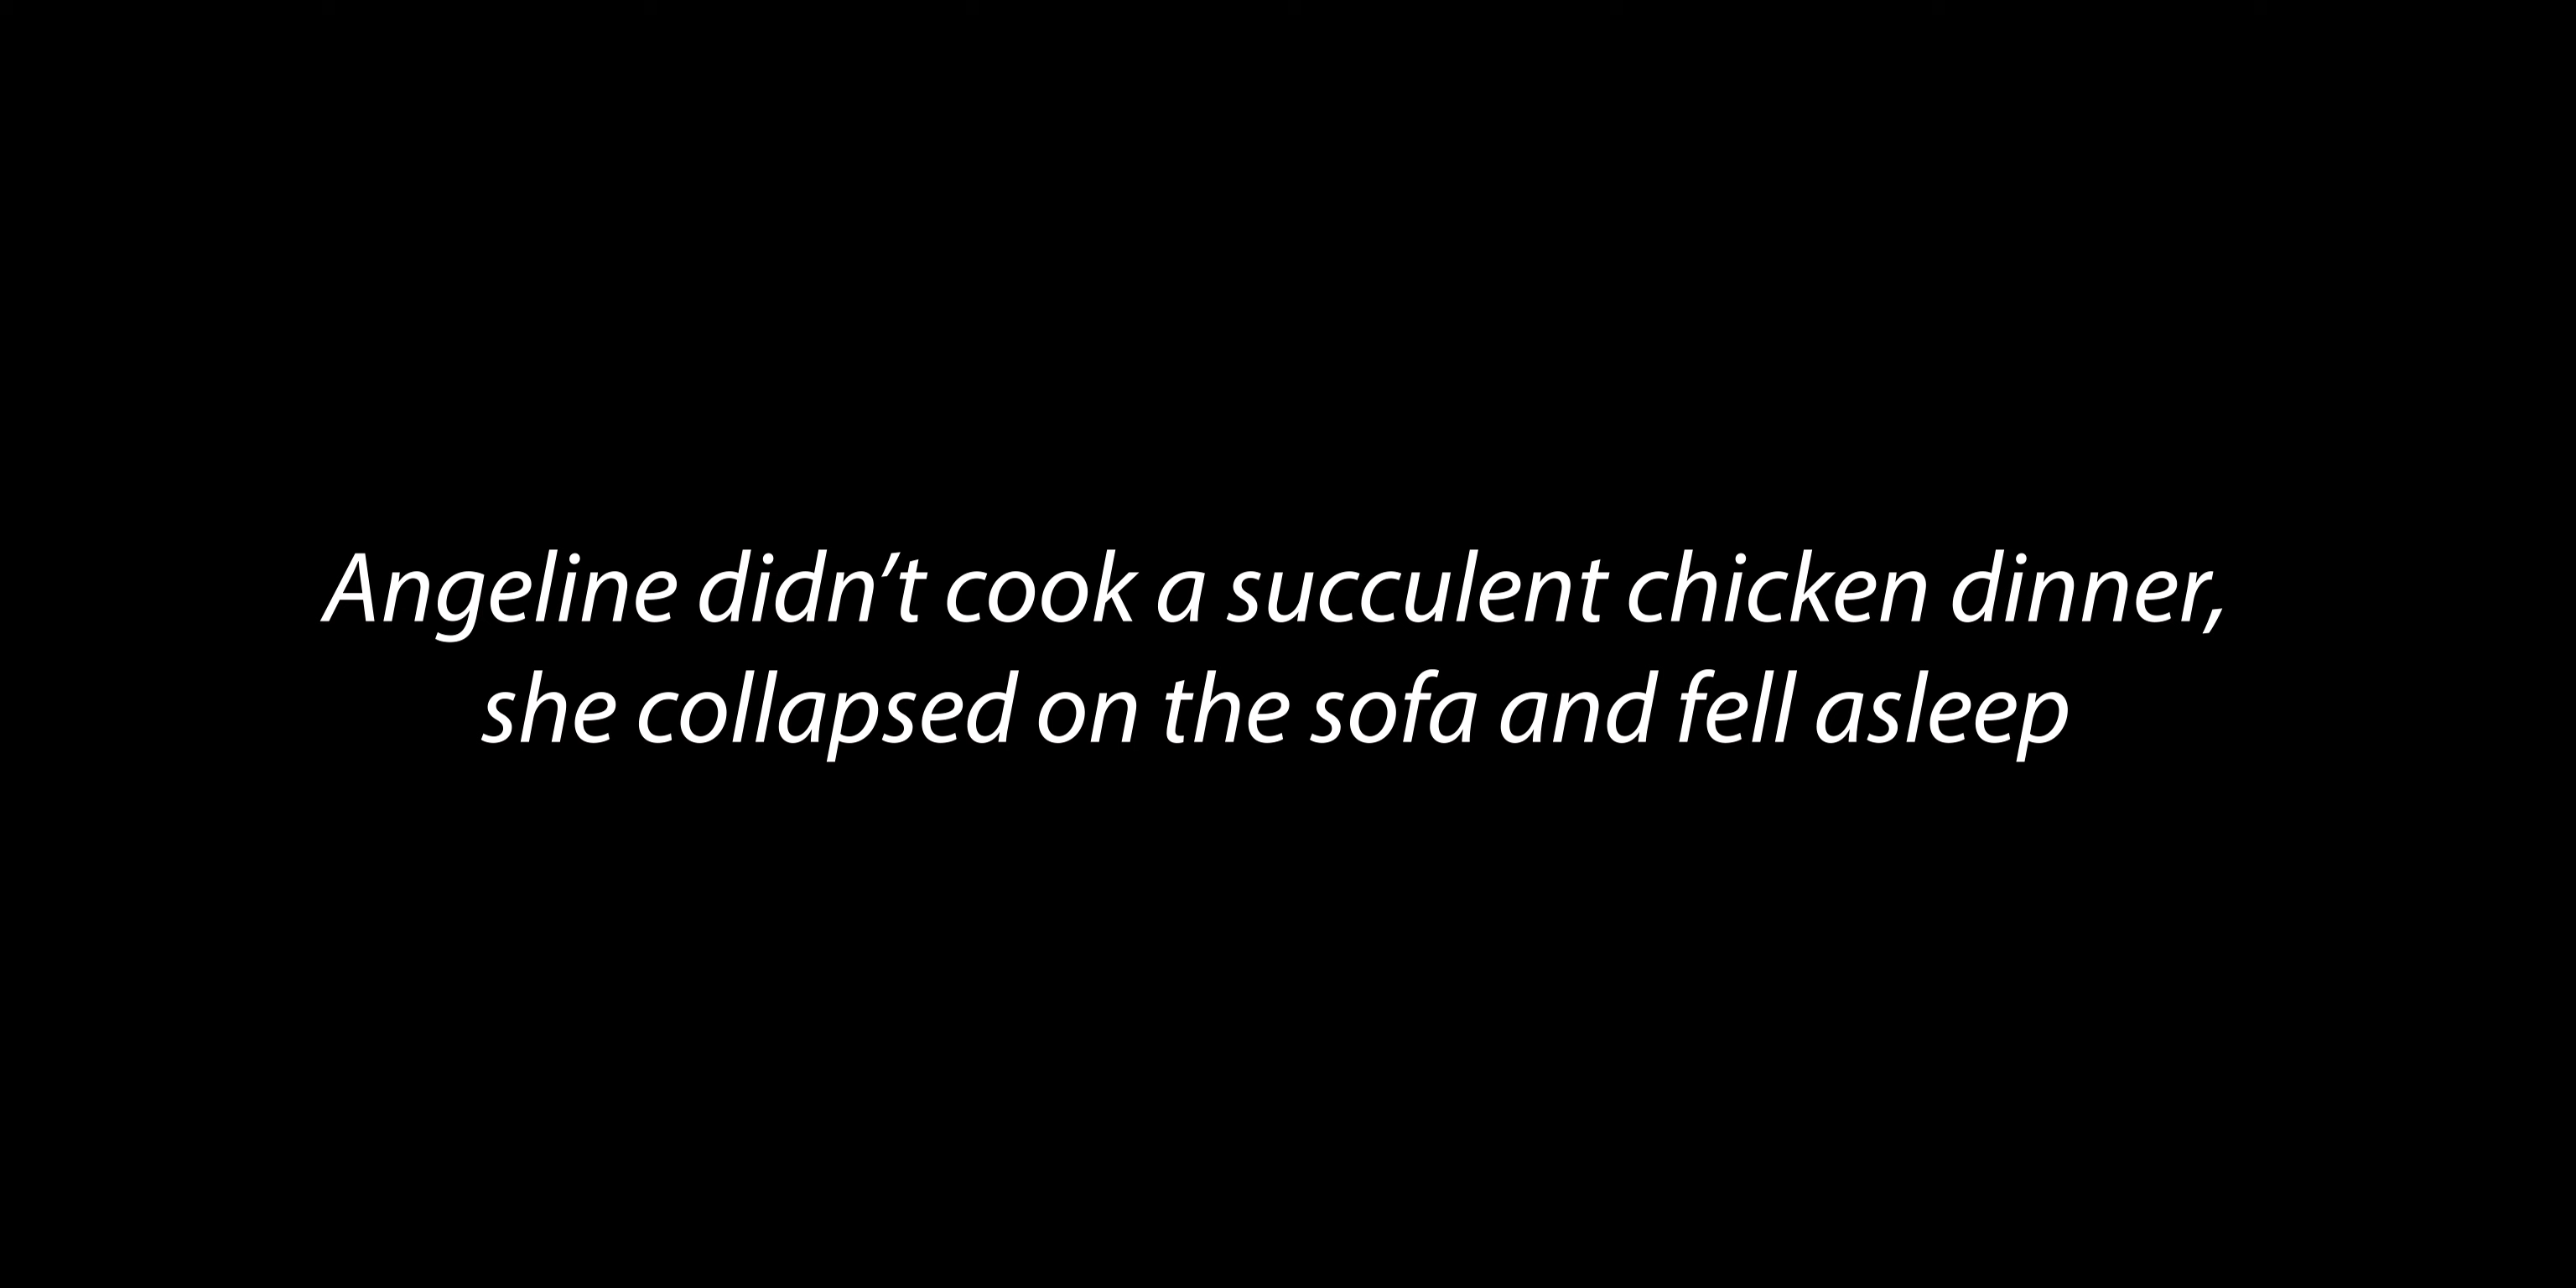 Angeline didn’t cook a succulent chicken dinner,
she collapsed on the sofa and fell asleep